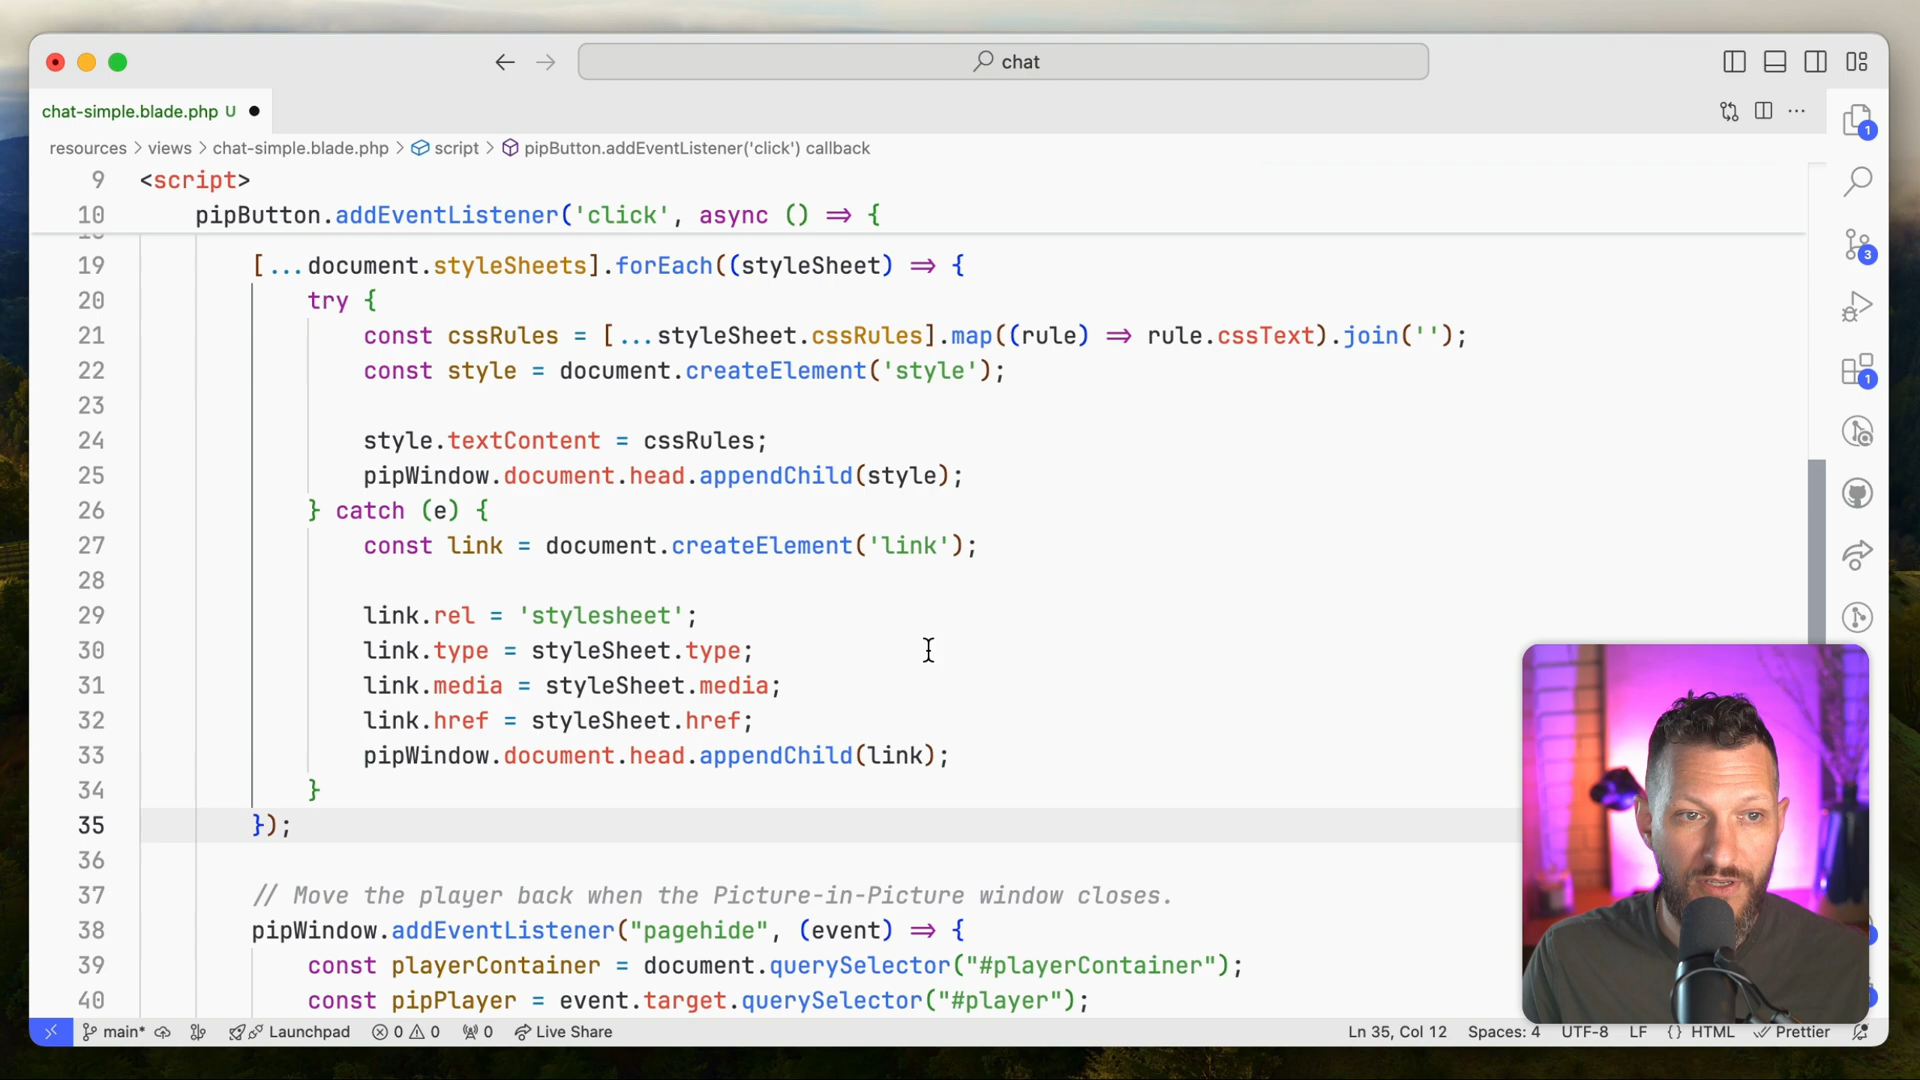 chat
chat-simple.blade.php U
resources > views > chat-simple.blade.php > script > pipButton.addEventListener('click') callback
9 <script>
10 pipButton.addEventListener('click', async () => {
19 [...document.styleSheets].forEach((styleSheet) => {
20 try {
21 const cssRules = [...styleSheet.cssRules].map((rule) => rule.cssText).join('');
22 const style = document.createElement('style');
23
24 style.textContent = cssRules;
25 pipWindow.document.head.appendChild(style);
26 } catch (e) {
27 const link = document.createElement('link');
28
29 link.rel = 'stylesheet';
30 link.type = styleSheet.type;
31 link.media = styleSheet.media;
32 link.href = styleSheet.href;
33 pipWindow.document.head.appendChild(link);
34 }
35 });
36
37 // Move the player back when the Picture-in-Picture window closes.
38 pipWindow.addEventListener("pagehide", (event) => {
39 const playerContainer = document.querySelector("#playerContainer");
40 const pipPlayer = event.target.querySelector("#player");
1
3
1
main* Launchpad 0 0 0 Live Share Ln 35, Col 12 Spaces: 4 UTF-8 LF {} HTML Prettier